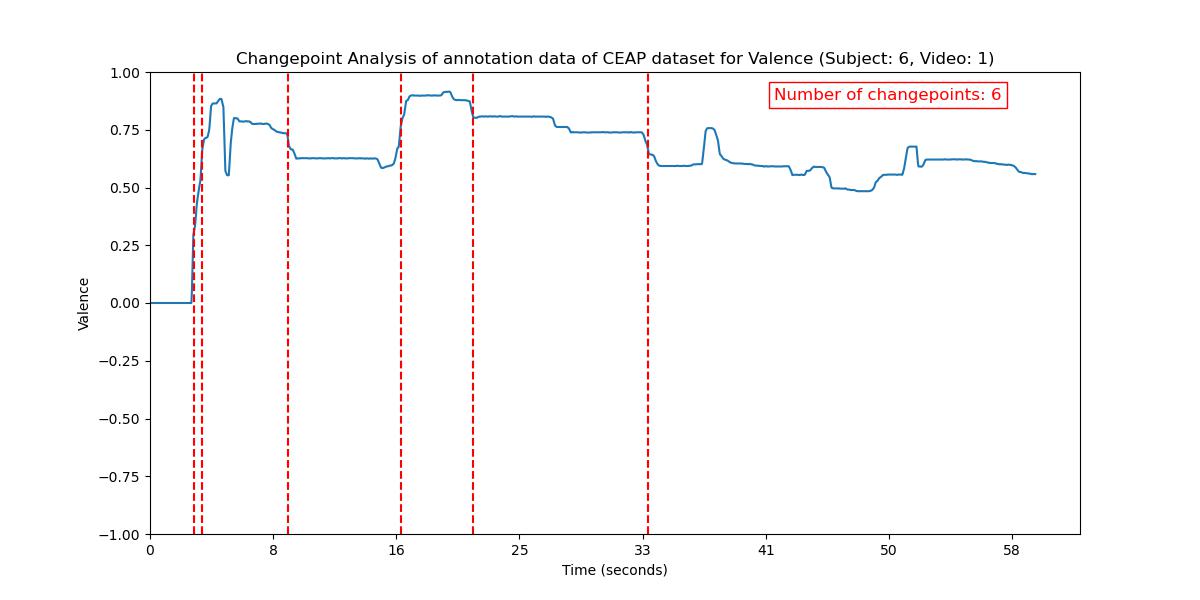 Changepoint Analysis of annotation data of CEAP dataset for Valence (Subject: 6, Video: 1)
Number of changepoints: 6
1.00
0.75
0.50
0.25
0.00
−0.25
−0.50
−0.75
−1.00
Valence
0 8 16 25 33 41 50 58
Time (seconds)